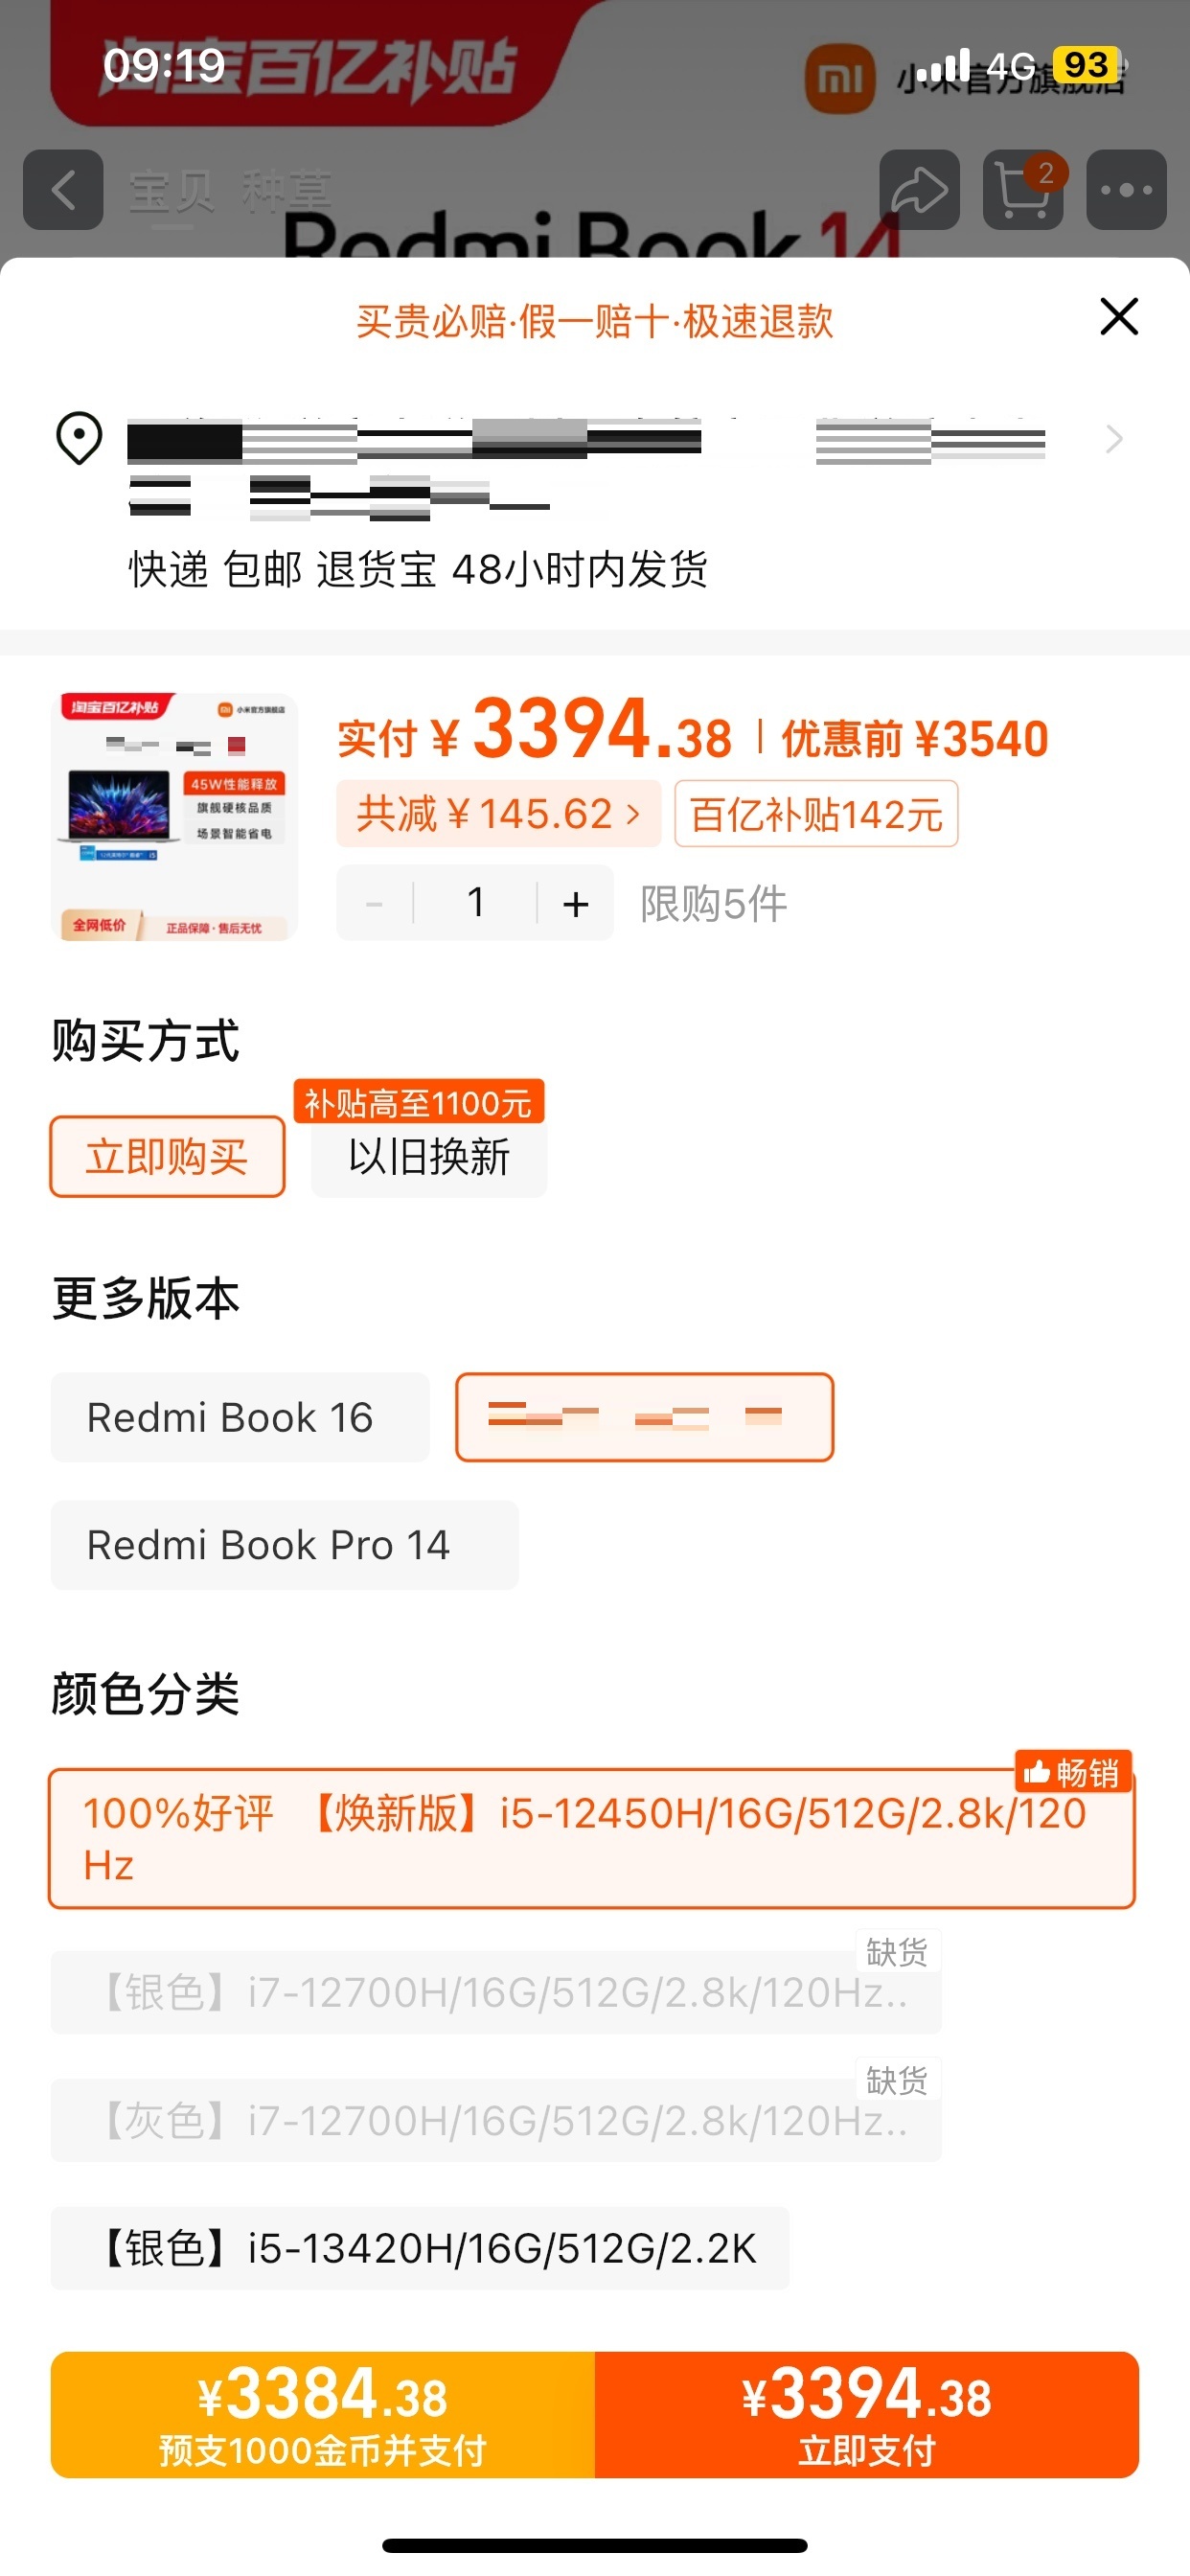 淘宝百亿补贴
09:19
4G 93
小米官方旗舰店
宝贝 种草
2
Redmi Book 14
买贵必赔·假一赔十·极速退款
快递 包邮 退货宝 48小时内发货
淘宝百亿补贴
小米官方旗舰店
45W性能释放
旗舰硬核品质
场景智能省电
全网低价
正品保障·售后无忧
实付 ¥ 3394.38 | 优惠前 ¥3540
共减 ¥ 145.62 >
百亿补贴142元
- 1 + 限购5件
购买方式
补贴高至1100元
立即购买 以旧换新
更多版本
Redmi Book 16
Redmi Book Pro 14
颜色分类
畅销
100%好评 【焕新版】i5-12450H/16G/512G/2.8k/120
Hz
缺货
【银色】i7-12700H/16G/512G/2.8k/120Hz..
缺货
【灰色】i7-12700H/16G/512G/2.8k/120Hz..
【银色】i5-13420H/16G/512G/2.2K
¥3384.38 ¥3394.38
预支1000金币并支付 立即支付